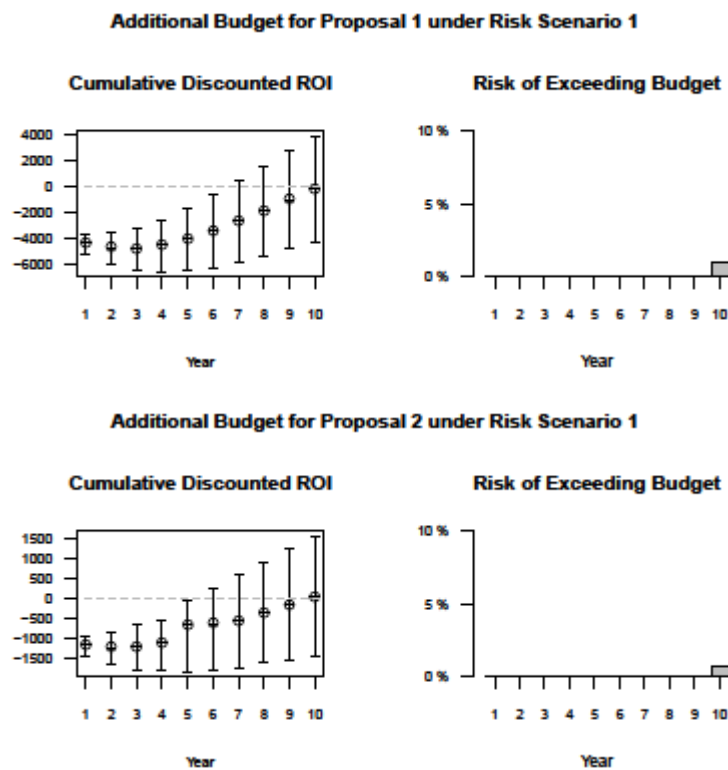 Additional Budget for Proposal 1 under Risk Scenario 1
Cumulative Discounted ROI
4000
2000
0
−2000
−4000
−6000
1 2 3 4 5 6 7 8 9 10
Year
Risk of Exceeding Budget
10 %
5 %
0 %
1 2 3 4 5 6 7 8 9 10
Year
Additional Budget for Proposal 2 under Risk Scenario 1
Cumulative Discounted ROI
1500
1000
500
0
−500
−1000
−1500
1 2 3 4 5 6 7 8 9 10
Year
Risk of Exceeding Budget
10 %
5 %
0 %
1 2 3 4 5 6 7 8 9 10
Year